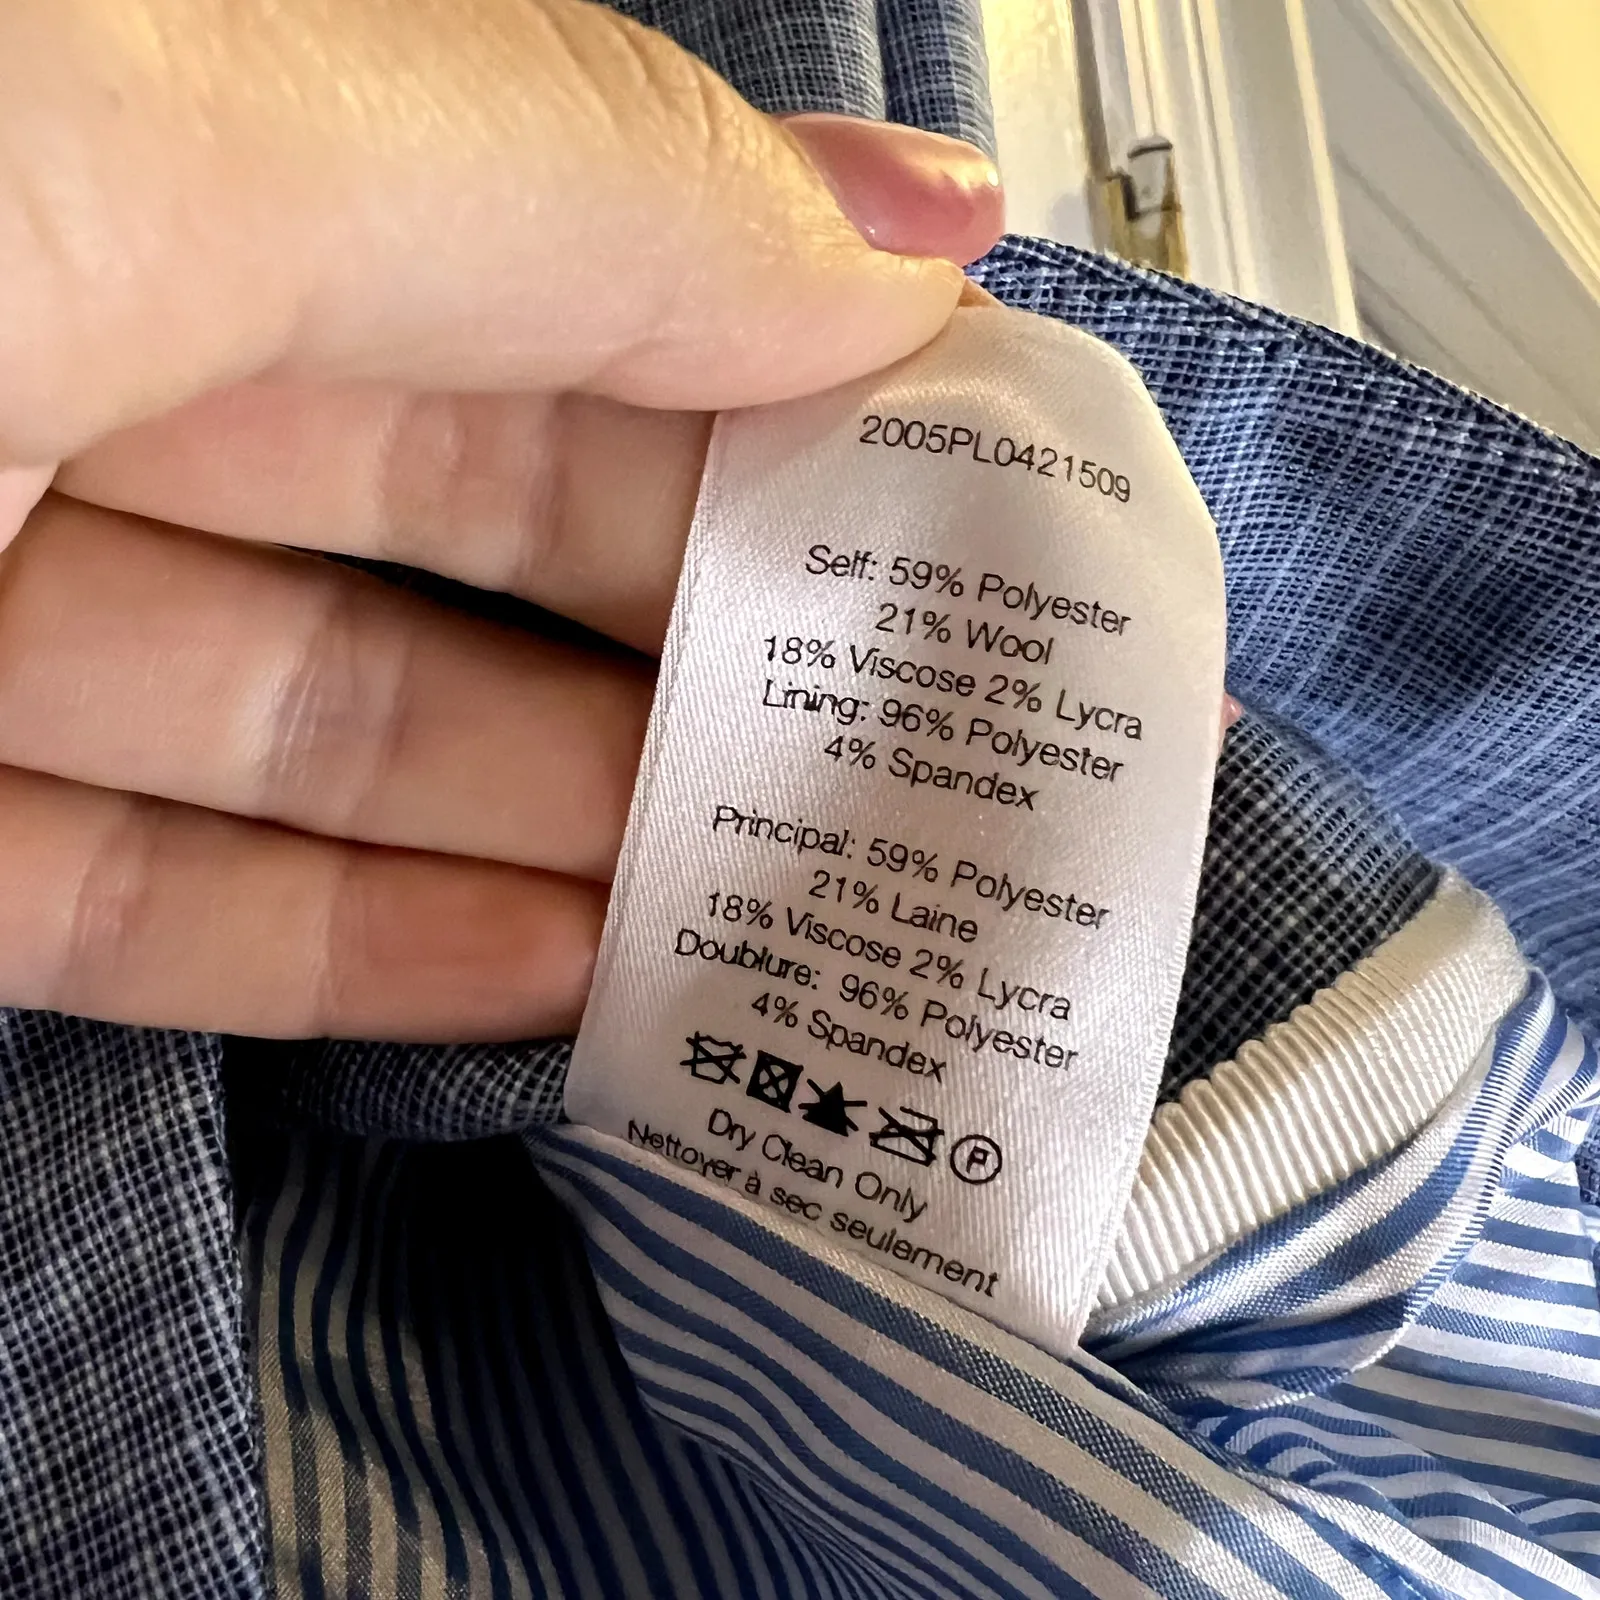 2005PL0421509
Self: 59% Polyester
21% Wool
18% Viscose 2% Lycra
Lining: 96% Polyester
4% Spandex
Principal: 59% Polyester
21% Laine
18% Viscose 2% Lycra
Doublure: 96% Polyester
4% Spandex
P
Dry Clean Only
Nettoyer à sec seulement